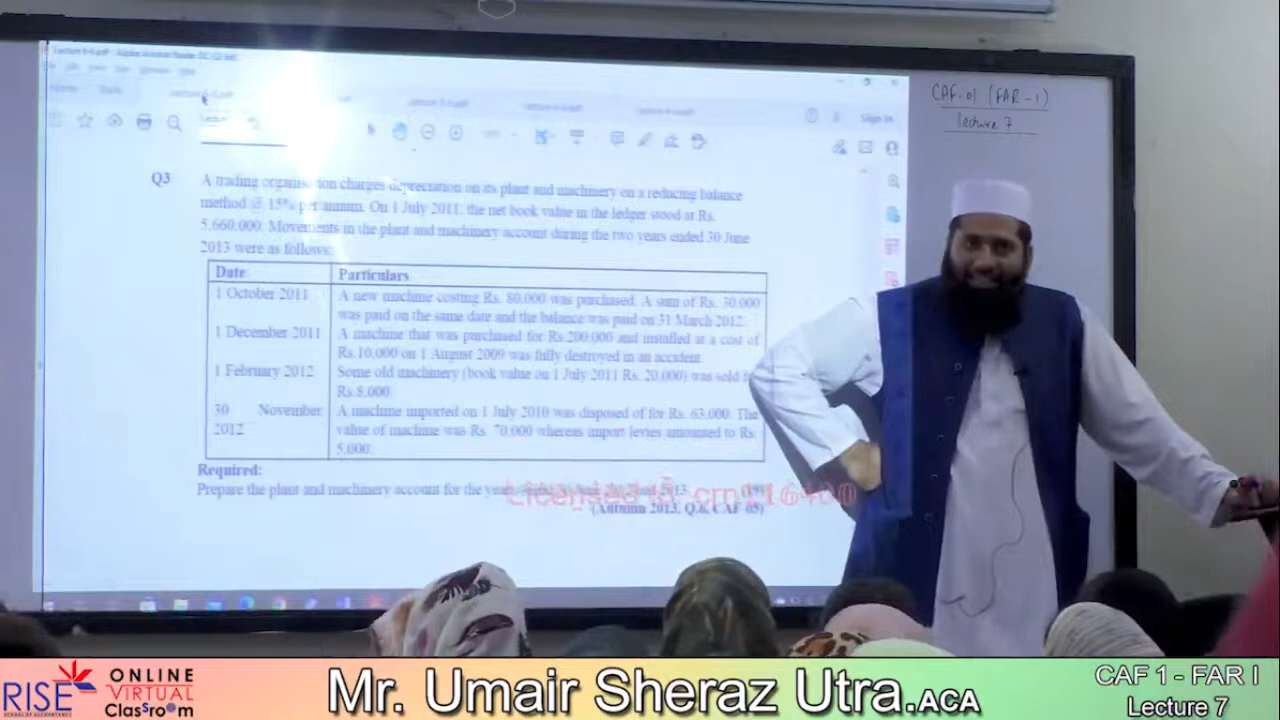 CAF-01 (FAR-1)
lecture 7
Sign In
Q3
A trading organisation charges depreciation on its plant and machinery on a reducing balance
method @ 15% per annum. On 1 July 2011, the net book value in the ledger stood at Rs.
5,660,000. Movements in the plant and machinery account during the two years ended 30 June
2013 were as follows:
Date Particulars
1 October 2011 A new machine costing Rs. 80,000 was purchased. A sum of Rs. 30,000
was paid on the same date and the balance was paid on 31 March 2012.
1 December 2011 A machine that was purchased for Rs.200,000 and installed at a cost of
Rs.10,000 on 1 August 2009 was fully destroyed in an accident.
1 February 2012 Some old machinery (book value on 1 July 2011 Rs. 20,000) was sold
Rs.8,000
30 November A machine imported on 1 July 2010 was disposed of for Rs. 63,000. The
2012 value of machine was Rs. 70,000 whereas import levies amounted to Rs.
5,000.
Required:
Prepare the plant and machinery account for the
(Autumn 2013, Q.6, CAF-05)
RISE
ONLINE
VIRTUAL
Classroom
Mr. Umair Sheraz Utra.ACA
CAF 1 - FAR I
Lecture 7